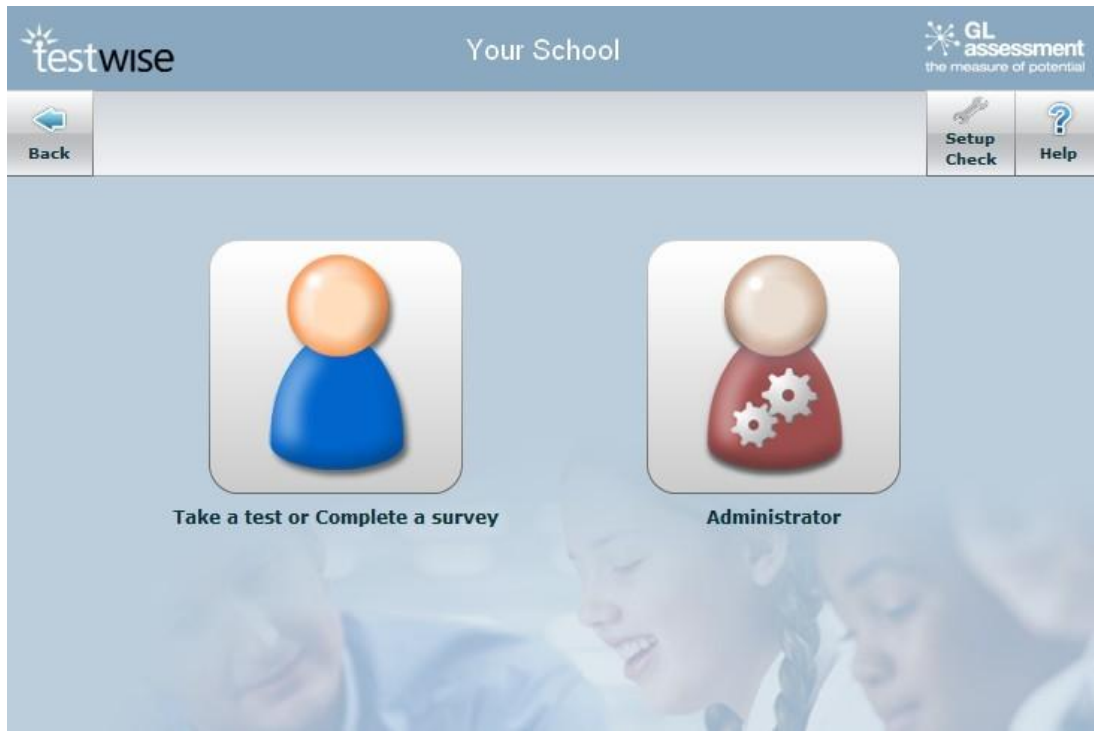 testwise
Your School
GL
assessment
the measure of potential
Back
Setup
Check
Help
Take a test or Complete a survey
Administrator